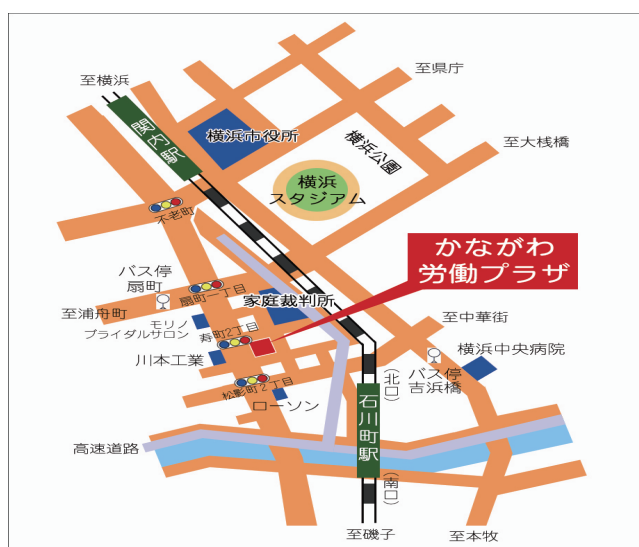 至横浜
至県庁
関内駅
横浜市役所
横浜公園
至大桟橋
横浜
スタジアム
不老町
かながわ
労働プラザ
バス停
扇町
扇町一丁目
家庭裁判所
至浦舟町
モリノ
ブライダルサロン
寿町2丁目
至中華街
川本工業
横浜中央病院
バス停
吉浜橋
松影町2丁目
(北口)
ローソン
石川町駅
高速道路
(南口)
至磯子
至本牧